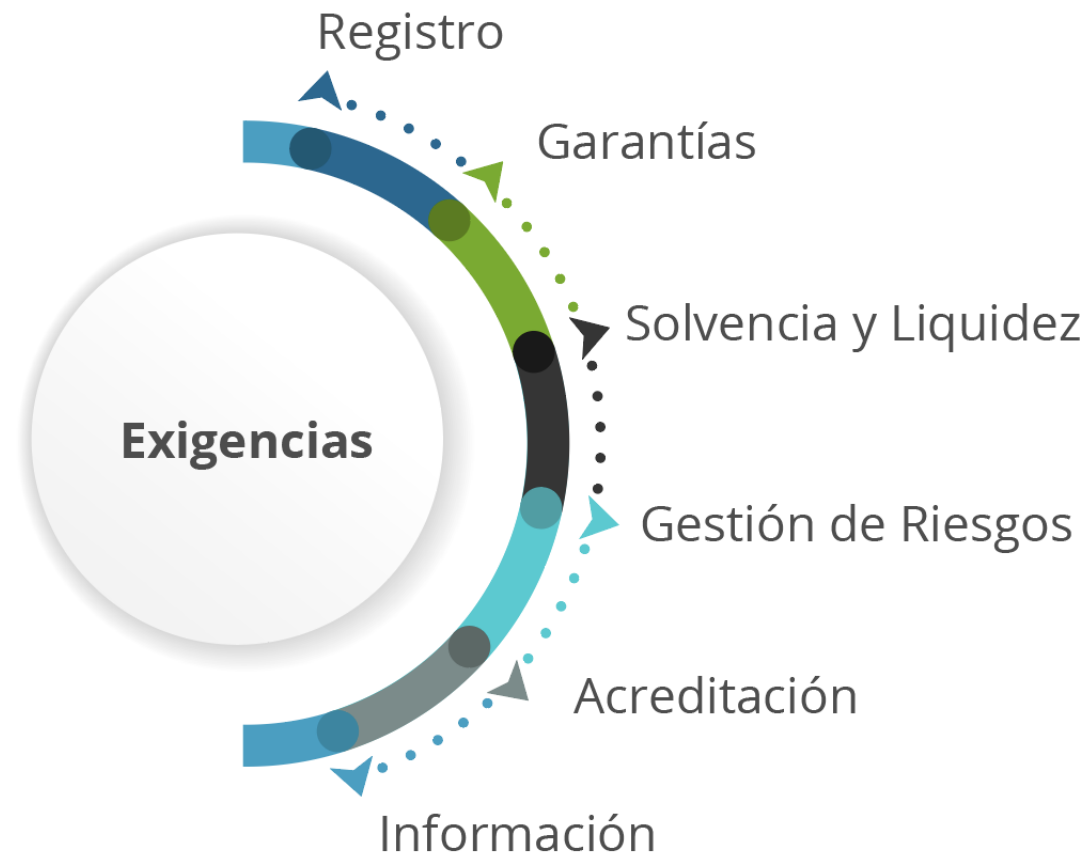 Registro
Garantías
Solvencia y Liquidez
Exigencias
Gestión de Riesgos
Acreditación
Información